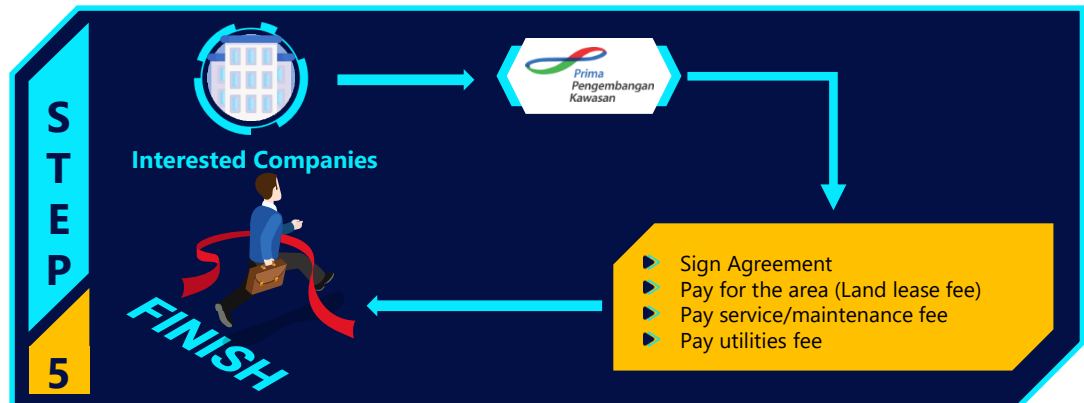 STEP
5
Interested Companies
Prima
Pengembangan
Kawasan
Sign Agreement
Pay for the area (Land lease fee)
Pay service/maintenance fee
Pay utilities fee
FINISH